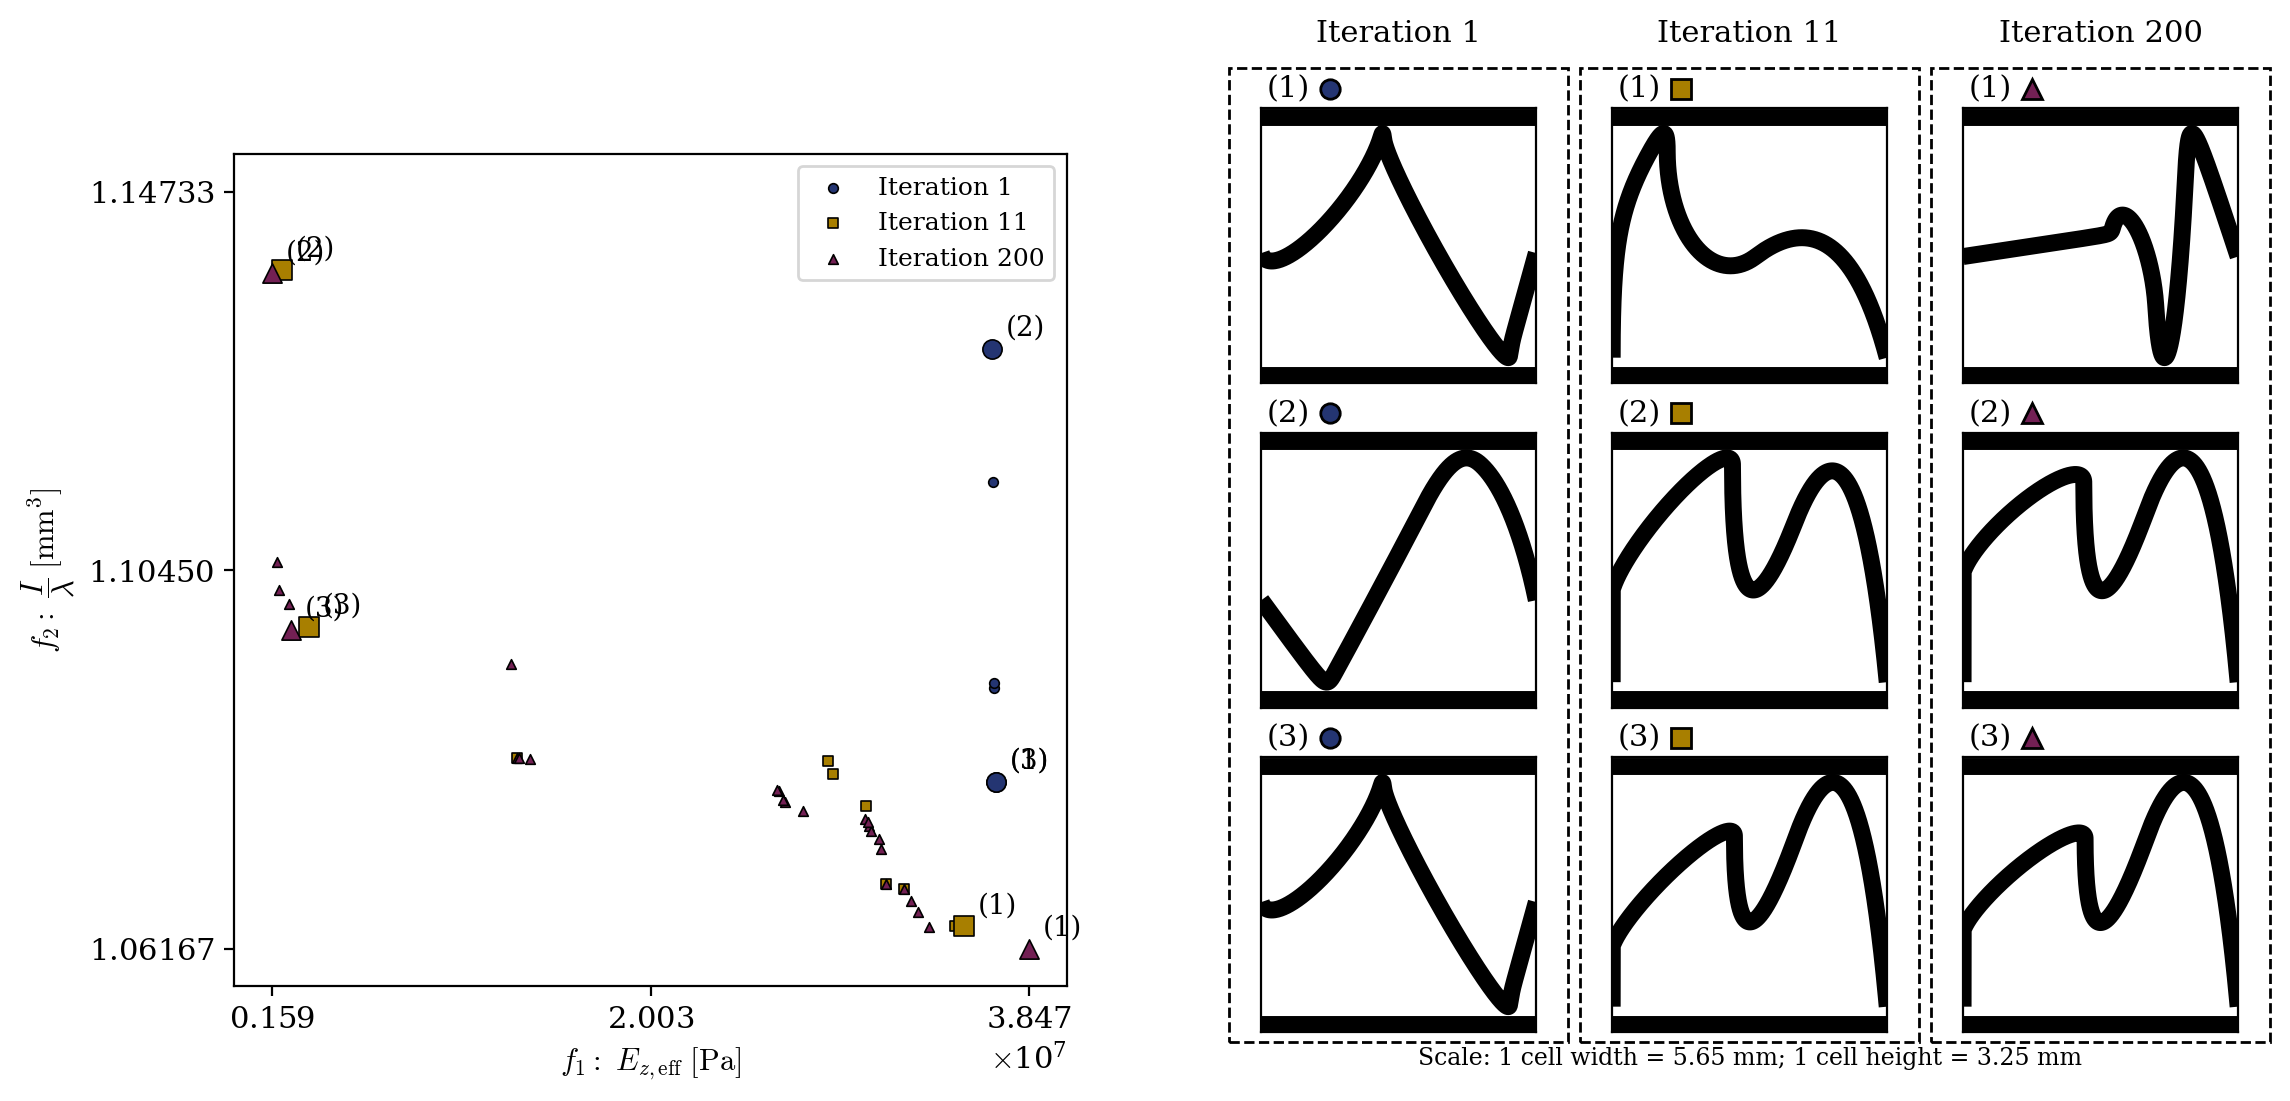 Iteration 1 Iteration 11 Iteration 200
(1) (1) (1)
(2) (2) (2)
(3) (3) (3)
Scale: 1 cell width = 5.65 mm; 1 cell height = 3.25 mm
Iteration 1
Iteration 11
Iteration 200
1.14733
1.10450
1.06167
f₂ : I/λ [mm³]
(2) (2)
(2)
(3) (3)
(1) (3)
(1)
(1)
0.159 2.003 3.847
×10⁷
f₁ : E_z,eff [Pa]